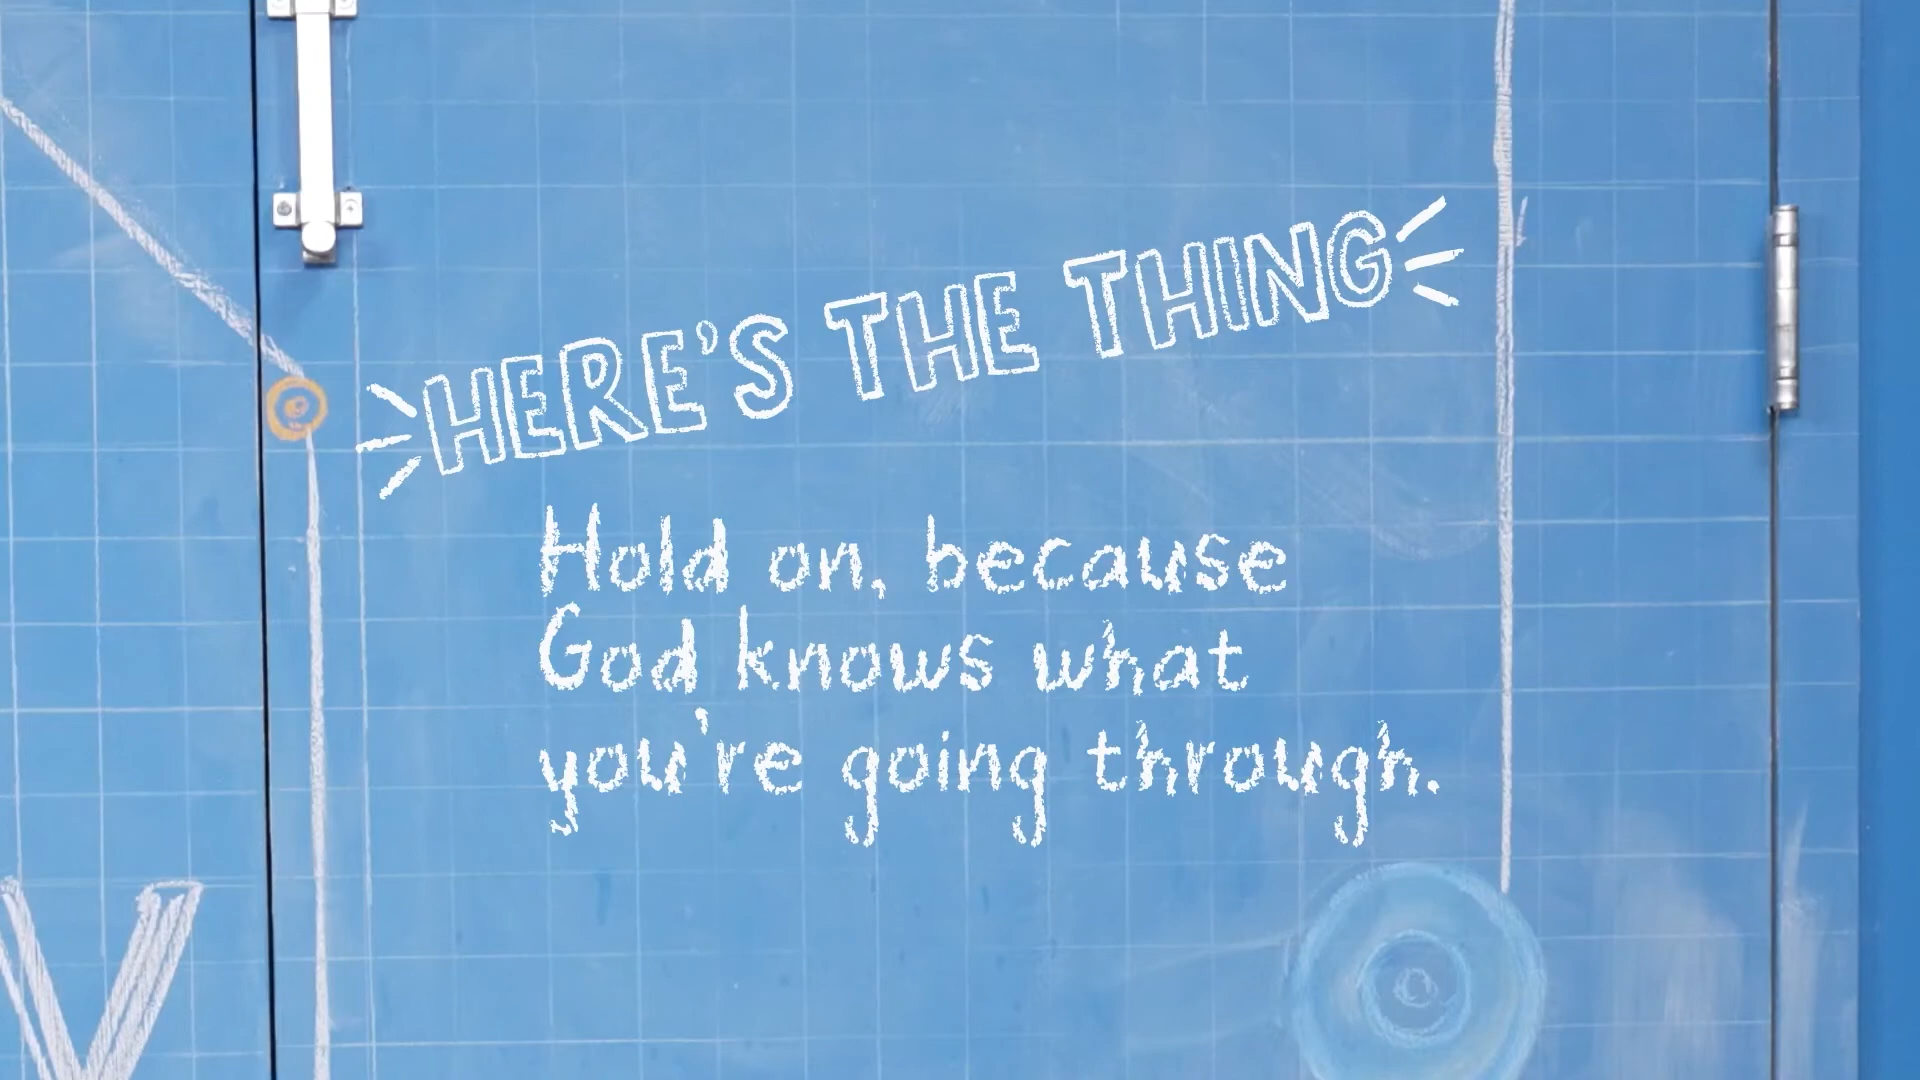 HERE'S THE THING
Hold on, because
God knows what
you're going through.
V